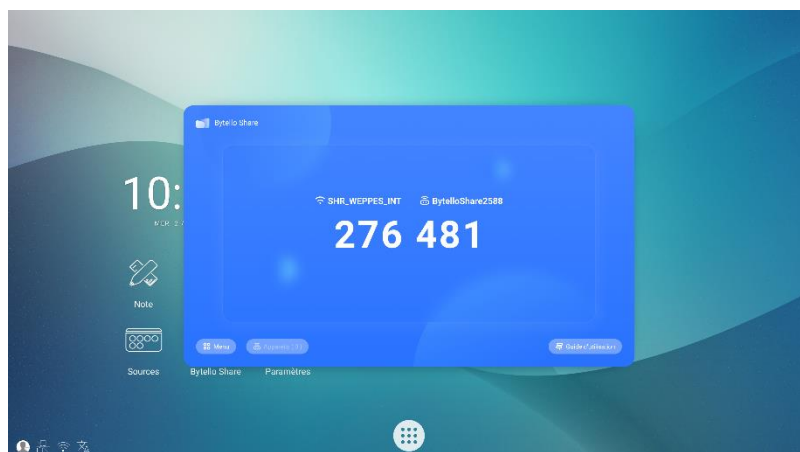 Bytello Share
SHR_WEPPES_INT BytelloShare2588
276 481
10:
Note
Menu
Guide d'utilisation
Sources Bytello Share Paramètres